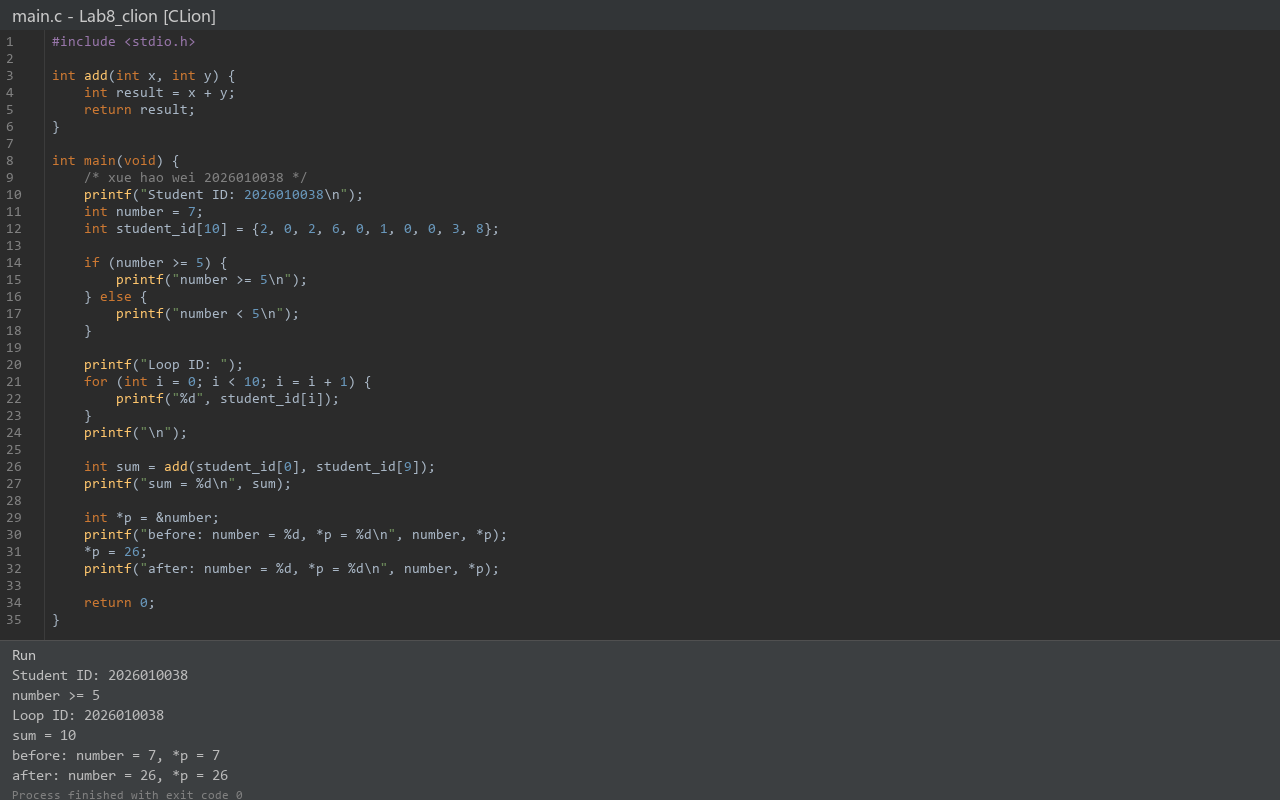 main.c - Lab8_clion [CLion]
1 #include <stdio.h>
2
3 int add(int x, int y) {
4     int result = x + y;
5     return result;
6 }
7
8 int main(void) {
9     /* xue hao wei 2026010038 */
10     printf("Student ID: 2026010038\n");
11     int number = 7;
12     int student_id[10] = {2, 0, 2, 6, 0, 1, 0, 0, 3, 8};
13
14     if (number >= 5) {
15         printf("number >= 5\n");
16     } else {
17         printf("number < 5\n");
18     }
19
20     printf("Loop ID: ");
21     for (int i = 0; i < 10; i = i + 1) {
22         printf("%d", student_id[i]);
23     }
24     printf("\n");
25
26     int sum = add(student_id[0], student_id[9]);
27     printf("sum = %d\n", sum);
28
29     int *p = &number;
30     printf("before: number = %d, *p = %d\n", number, *p);
31     *p = 26;
32     printf("after: number = %d, *p = %d\n", number, *p);
33
34     return 0;
35 }
Run
Student ID: 2026010038
number >= 5
Loop ID: 2026010038
sum = 10
before: number = 7, *p = 7
after: number = 26, *p = 26
Process finished with exit code 0